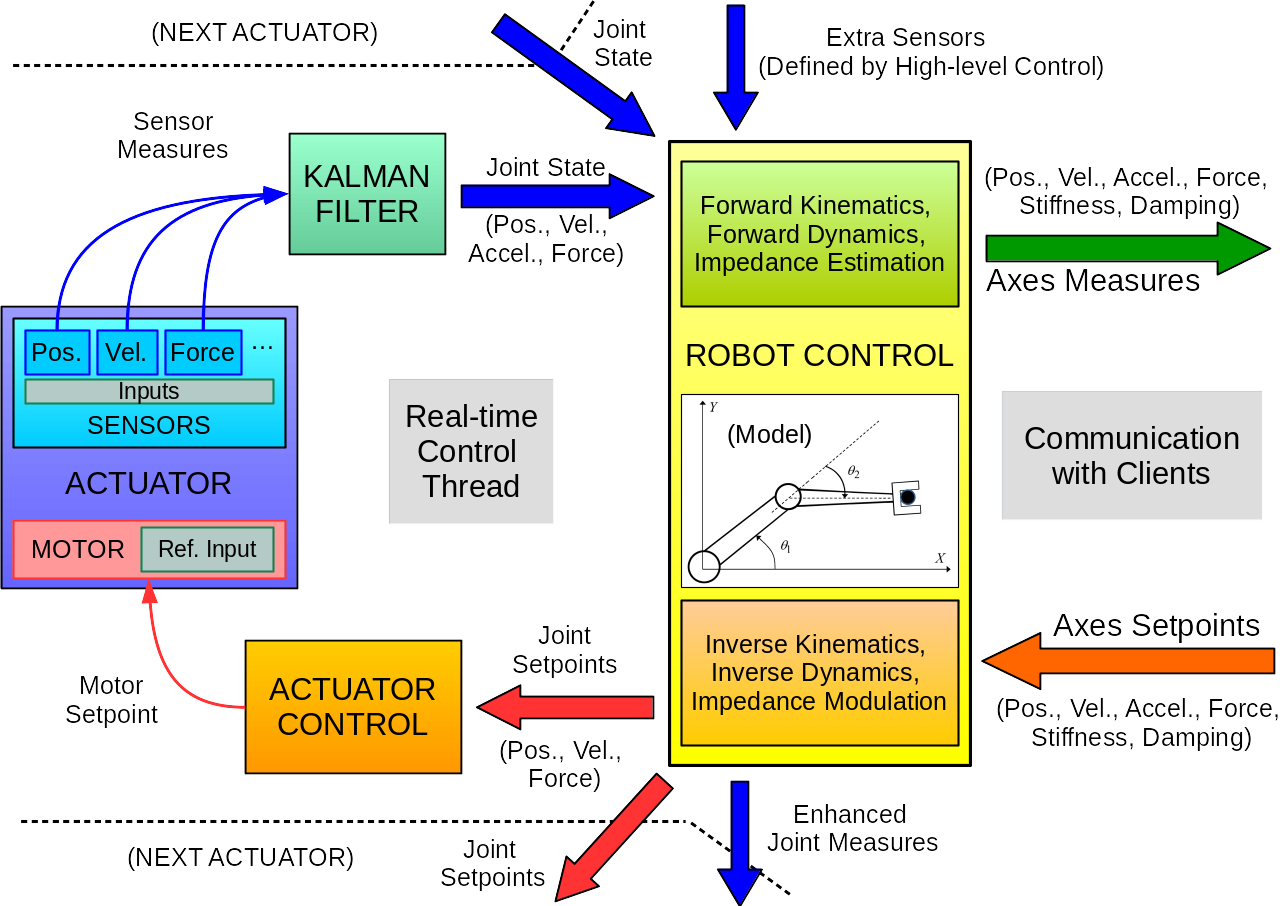 (NEXT ACTUATOR)
Joint
State
Extra Sensors
(Defined by High-level Control)
Sensor
Measures
KALMAN
FILTER
Joint State
(Pos., Vel.,
Accel., Force)
Forward Kinematics,
Forward Dynamics,
Impedance Estimation
(Pos., Vel., Accel., Force,
Stiffness, Damping)
Axes Measures
Pos.
Vel.
Force
...
Inputs
SENSORS
ACTUATOR
MOTOR
Ref. Input
Real-time
Control
Thread
ROBOT CONTROL
Y
(Model)
θ2
θ1
X
Communication
with Clients
Inverse Kinematics,
Inverse Dynamics,
Impedance Modulation
Axes Setpoints
(Pos., Vel., Accel., Force,
Stiffness, Damping)
Joint
Setpoints
(Pos., Vel.,
Force)
ACTUATOR
CONTROL
Motor
Setpoint
(NEXT ACTUATOR)
Joint
Setpoints
Enhanced
Joint Measures